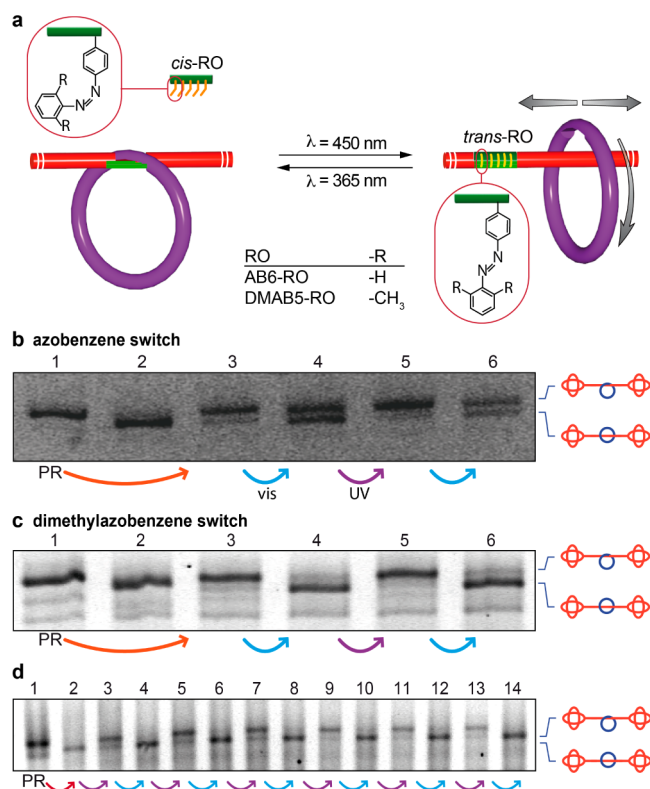 a
cis-RO
R
N=N
R
λ = 450 nm
λ = 365 nm
trans-RO
N=N
R R
RO -R
AB6-RO -H
DMAB5-RO -CH₃
b azobenzene switch
1 2 3 4 5 6
PR vis UV
c dimethylazobenzene switch
1 2 3 4 5 6
PR
d
1 2 3 4 5 6 7 8 9 10 11 12 13 14
PR